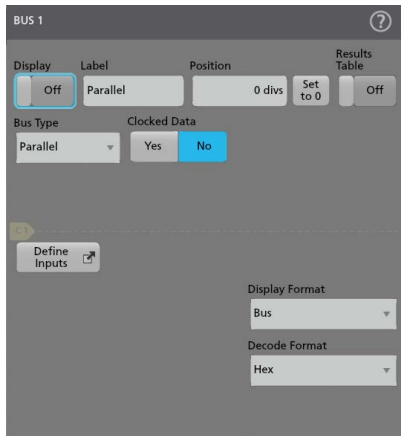 BUS 1
?
Display
Label
Position
Results
Table
Off
Parallel
0 divs
Set
to 0
Off
Bus Type
Clocked Data
Parallel
Yes
No
C1
Define
Inputs
Display Format
Bus
Decode Format
Hex